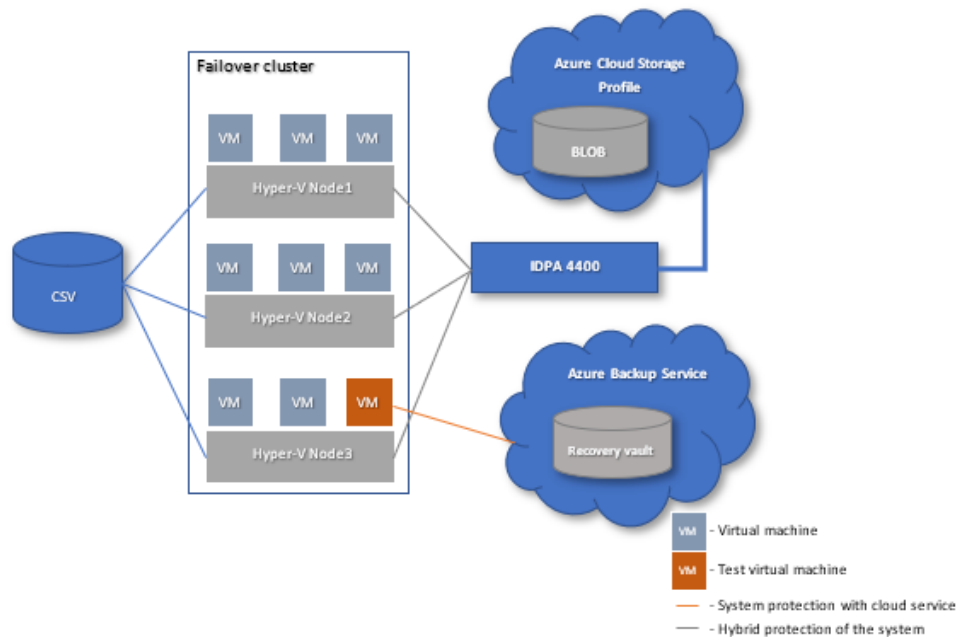 Failover cluster
VM VM VM
Hyper-V Node1
VM VM VM
Hyper-V Node2
VM VM VM
Hyper-V Node3
CSV
Azure Cloud Storage
Profile
BLOB
IDPA 4400
Azure Backup Service
Recovery vault
VM - Virtual machine
VM - Test virtual machine
- System protection with cloud service
- Hybrid protection of the system